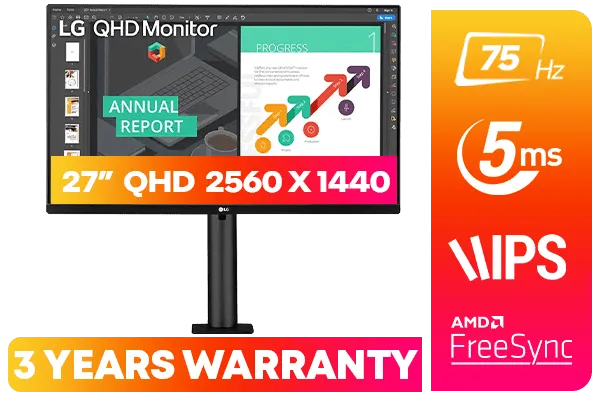 LG QHD Monitor
PROGRESS
1
ANNUAL
REPORT
27” QHD 2560 X 1440
LG
3 YEARS WARRANTY
75
Hz
5ms
IPS
AMD
FreeSync